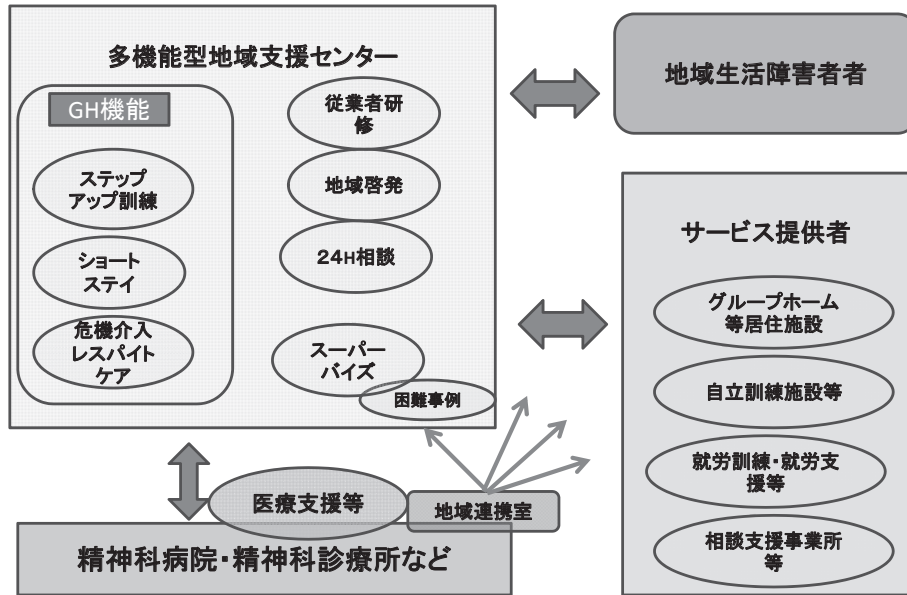 多機能型地域支援センター
GH機能
ステップ
アップ訓練
ショート
ステイ
危機介入
レスパイト
ケア
従業者研
修
地域啓発
24H相談
スーパー
バイズ
困難事例
地域生活障害者者
サービス提供者
グループホーム
等居住施設
自立訓練施設等
就労訓練・就労支
援等
相談支援事業所
等
医療支援等
地域連携室
精神科病院・精神科診療所など